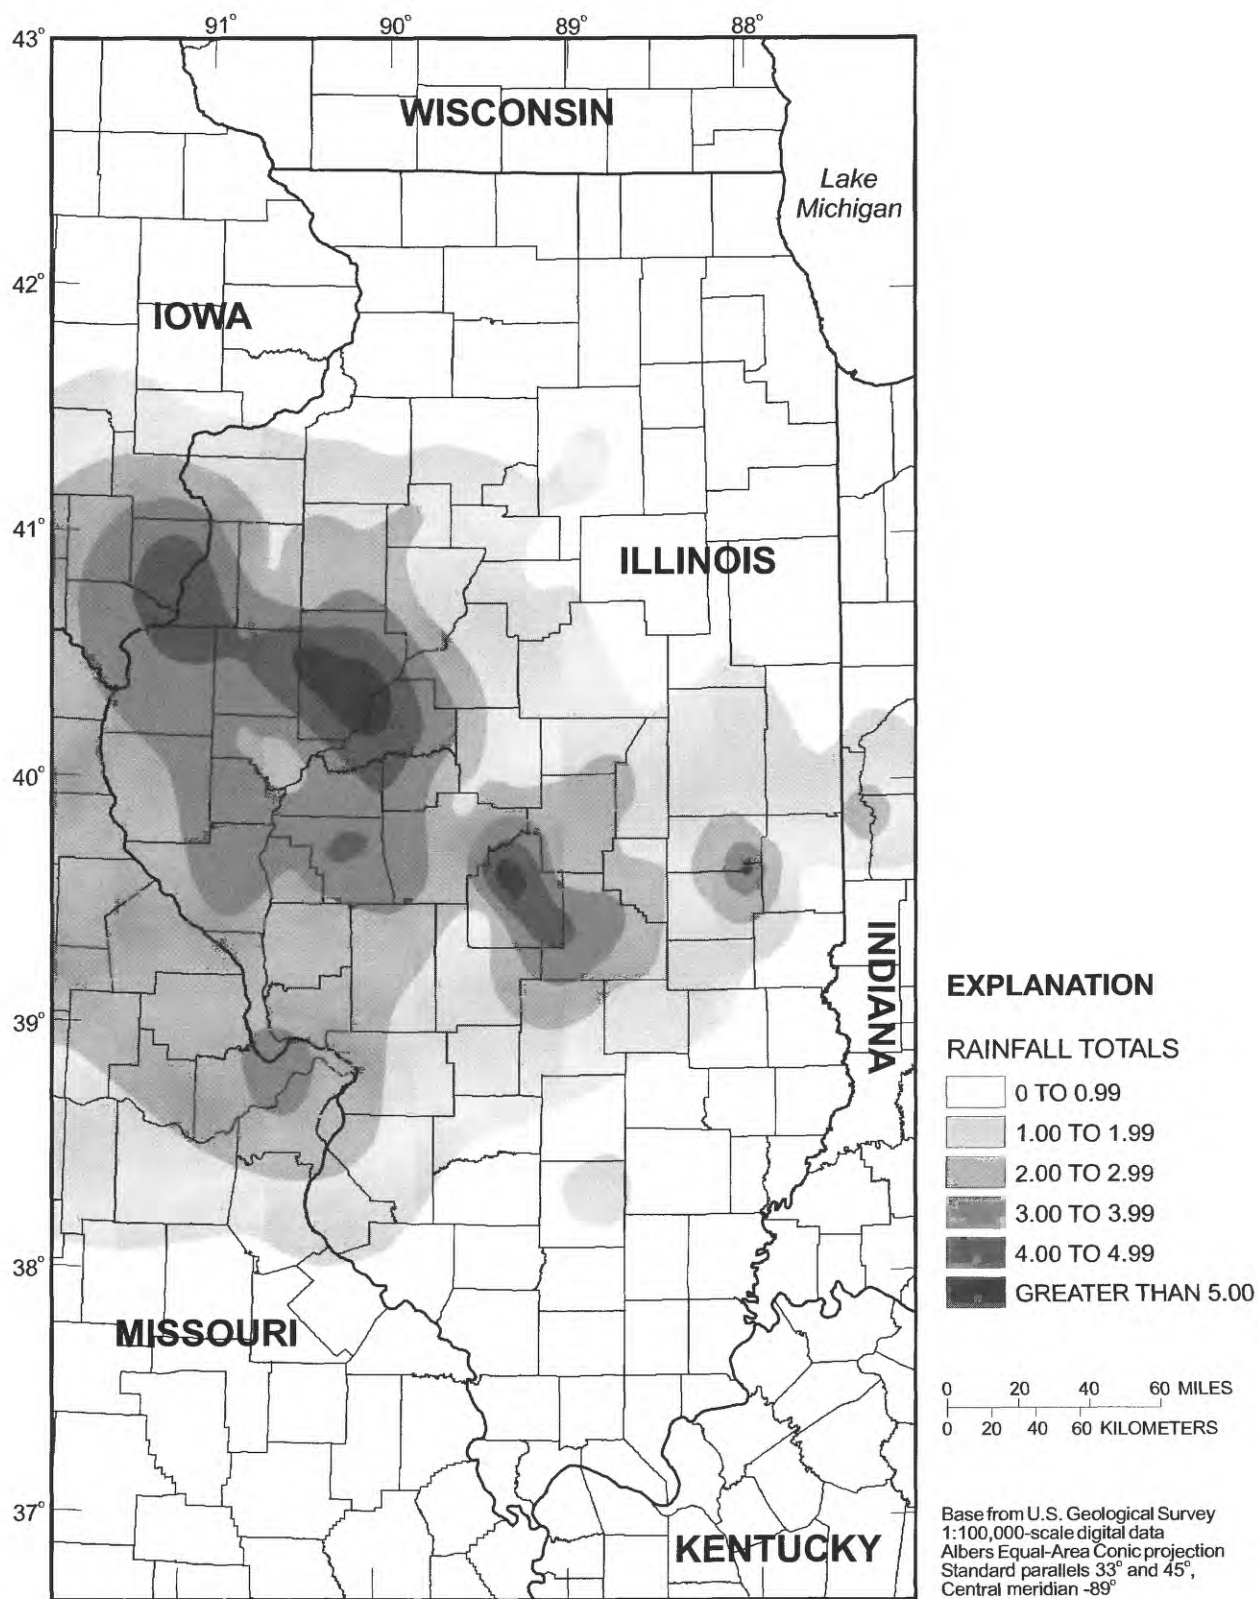 91° 90° 89° 88°
43°
WISCONSIN
Lake
Michigan
42°
IOWA
41°
ILLINOIS
40°
INDIANA
39°
38°
MISSOURI
37°
KENTUCKY
EXPLANATION
RAINFALL TOTALS
0 TO 0.99
1.00 TO 1.99
2.00 TO 2.99
3.00 TO 3.99
4.00 TO 4.99
GREATER THAN 5.00
0 20 40 60 MILES
0 20 40 60 KILOMETERS
Base from U.S. Geological Survey
1:100,000-scale digital data
Albers Equal-Area Conic projection
Standard parallels 33° and 45°,
Central meridian -89°